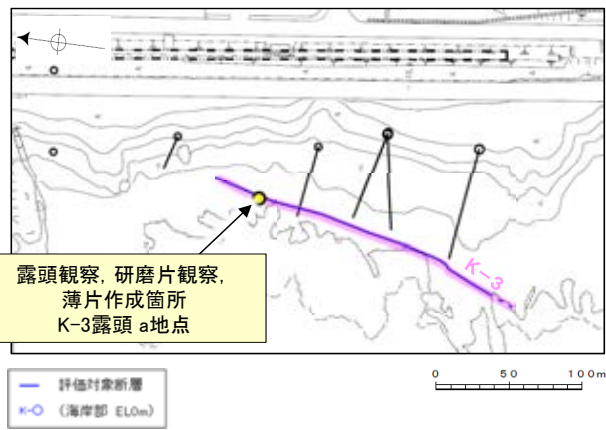 K-3
露頭観察，研磨片観察，
薄片作成箇所
K-3露頭 a地点
評価対象断層
K-○ （海岸部 EL0m）
0 50 100m